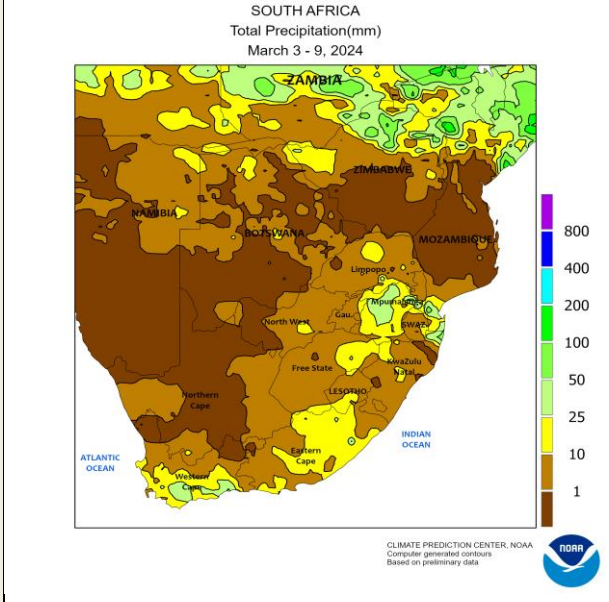 SOUTH AFRICA
Total Precipitation(mm)
March 3 - 9, 2024
ZAMBIA
ZIMBABWE
NAMIBIA
BOTSWANA
MOZAMBIQUE
Limpopo
Mpumalanga
Gau.
SWAZ.
North West
Free State
KwaZulu
Natal
LESOTHO
Northern
Cape
Eastern
Cape
Western
Cape
ATLANTIC
OCEAN
INDIAN
OCEAN
800
400
200
100
50
25
10
1
CLIMATE PREDICTION CENTER, NOAA
Computer generated contours
Based on preliminary data
NOAA